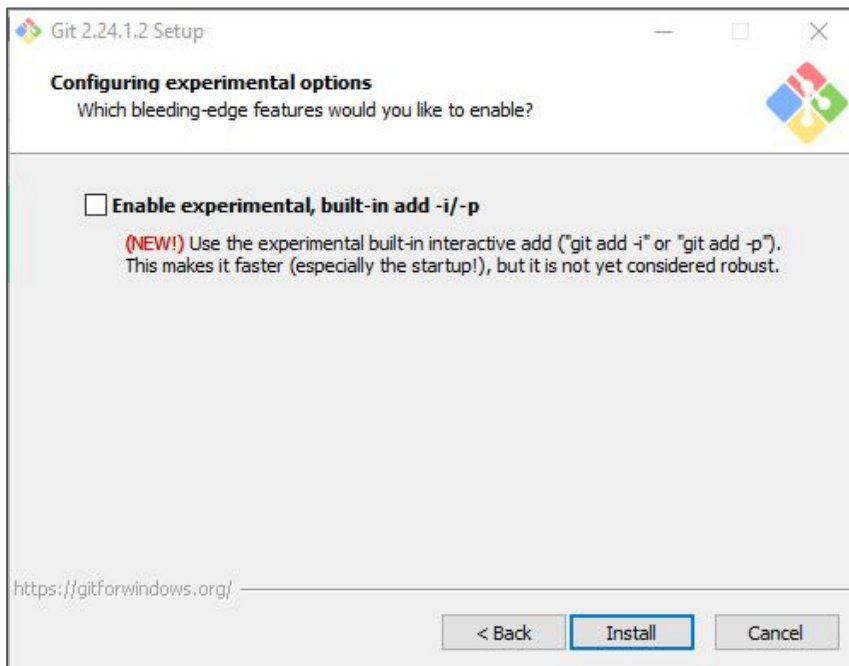 Git 2.24.1.2 Setup
Configuring experimental options
Which bleeding-edge features would you like to enable?
Enable experimental, built-in add -i/-p
(NEW!) Use the experimental built-in interactive add ("git add -i" or "git add -p").
This makes it faster (especially the startup!), but it is not yet considered robust.
https://gitforwindows.org/
< Back Install Cancel